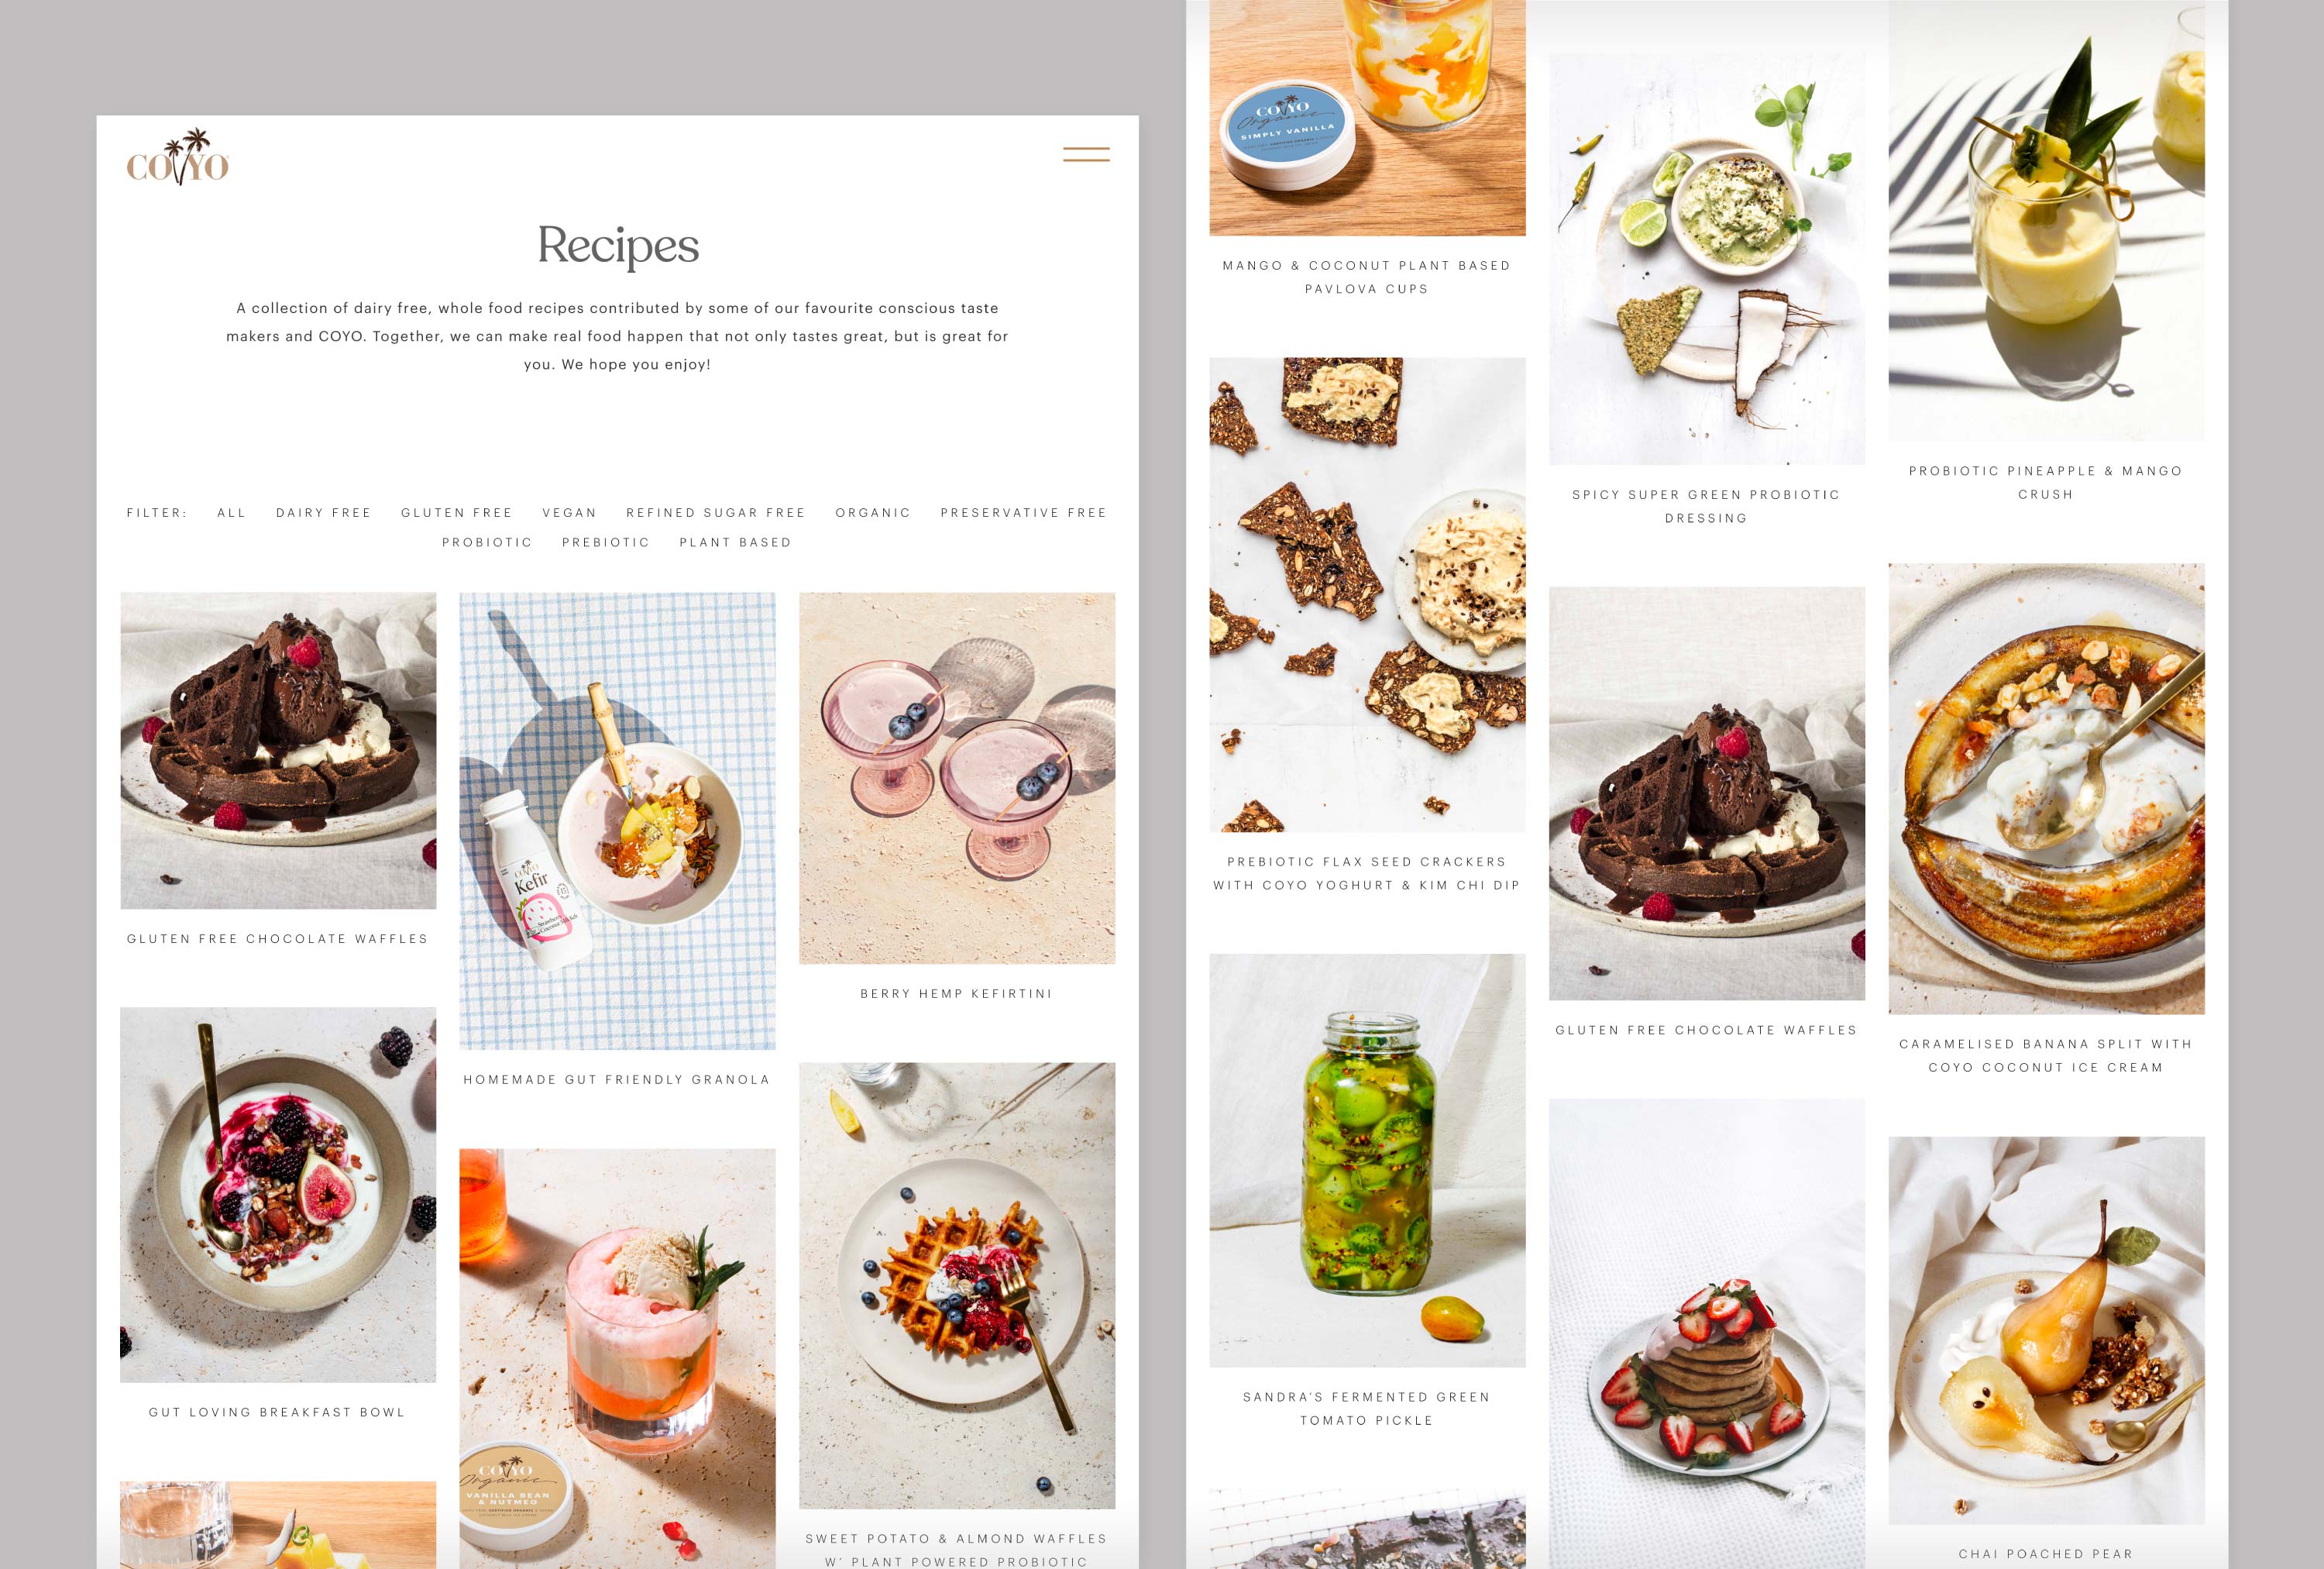 COYO
Recipes
A collection of dairy free, whole food recipes contributed by some of our favourite conscious taste
makers and COYO. Together, we can make real food happen that not only tastes great, but is great for
you. We hope you enjoy!
FILTER: ALL DAIRY FREE GLUTEN FREE VEGAN REFINED SUGAR FREE ORGANIC PRESERVATIVE FREE
PROBIOTIC PREBIOTIC PLANT BASED
GLUTEN FREE CHOCOLATE WAFFLES
COYO
Kefir
Strawberry
HOMEMADE GUT FRIENDLY GRANOLA
BERRY HEMP KEFIRTINI
GUT LOVING BREAKFAST BOWL
COYO
Organic
VANILLA BEAN
& NUTMEG
SWEET POTATO & ALMOND WAFFLES
W' PLANT POWERED PROBIOTIC
COYO
Organic
SIMPLY VANILLA
MANGO & COCONUT PLANT BASED
PAVLOVA CUPS
PREBIOTIC FLAX SEED CRACKERS
WITH COYO YOGHURT & KIM CHI DIP
SANDRA'S FERMENTED GREEN
TOMATO PICKLE
SPICY SUPER GREEN PROBIOTIC
DRESSING
GLUTEN FREE CHOCOLATE WAFFLES
PROBIOTIC PINEAPPLE & MANGO
CRUSH
CARAMELISED BANANA SPLIT WITH
COYO COCONUT ICE CREAM
CHAI POACHED PEAR